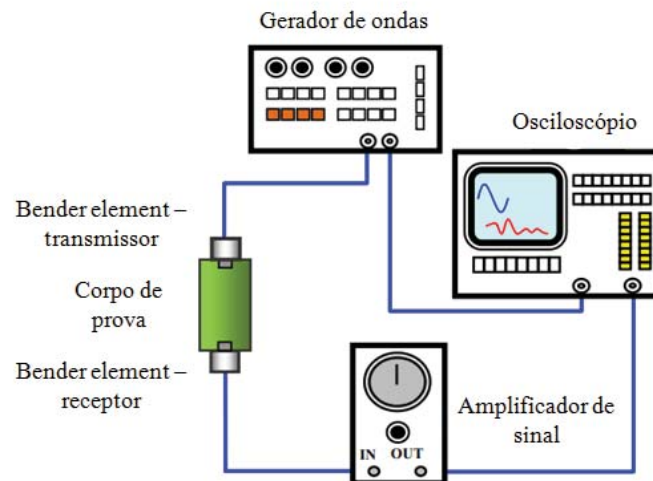 Gerador de ondas
Osciloscópio
Bender element –
transmissor
Corpo de
prova
Bender element –
receptor
Amplificador de
sinal
IN OUT